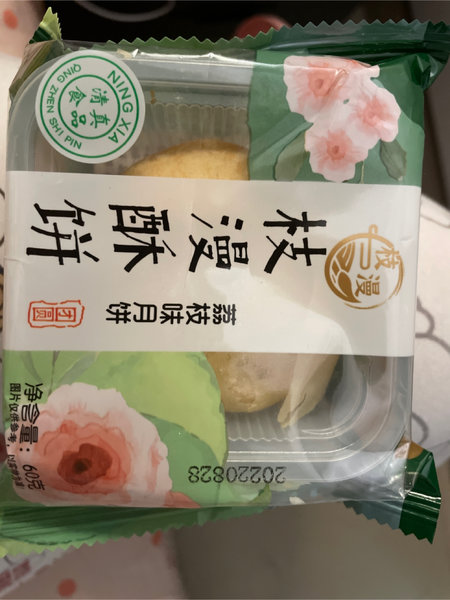 枝漫
枝漫酥饼
荔枝味月饼
团圆
NING XIA
清真
食品
QING ZHEN SHI PIN
净含量: 60克
图片仅供参考,
20220828